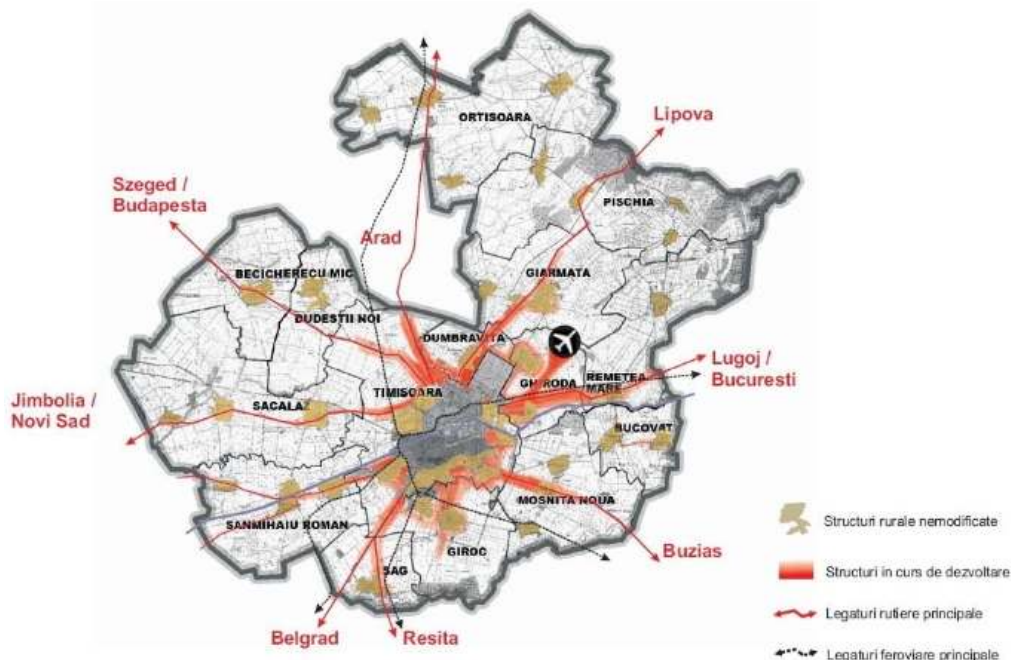 ORTISOARA
Lipova
PISCHIA
Szeged /
Budapesta
Arad
BECICHERECU MIC
GIARMATA
DUDESTII NOI
DUMBRAVITA
Lugoj /
Bucuresti
GHIRODA
REMETEA
MARE
TIMISOARA
Jimbolia /
Novi Sad
SACALAZ
BUCOVAT
MOSNITA NOUA
SANMIHAIU ROMAN
GIROC
Buzias
SAG
Belgrad
Resita
Structuri rurale nemodificate
Structuri in curs de dezvoltare
Legaturi rutiere principale
Legaturi feroviare principale